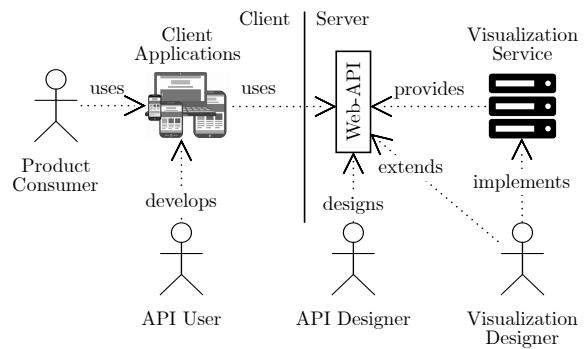 Client
Server
Client
Applications
Visualization
Service
uses
uses
Web-API
provides
Product
Consumer
extends
implements
develops
designs
API User
API Designer
Visualization
Designer